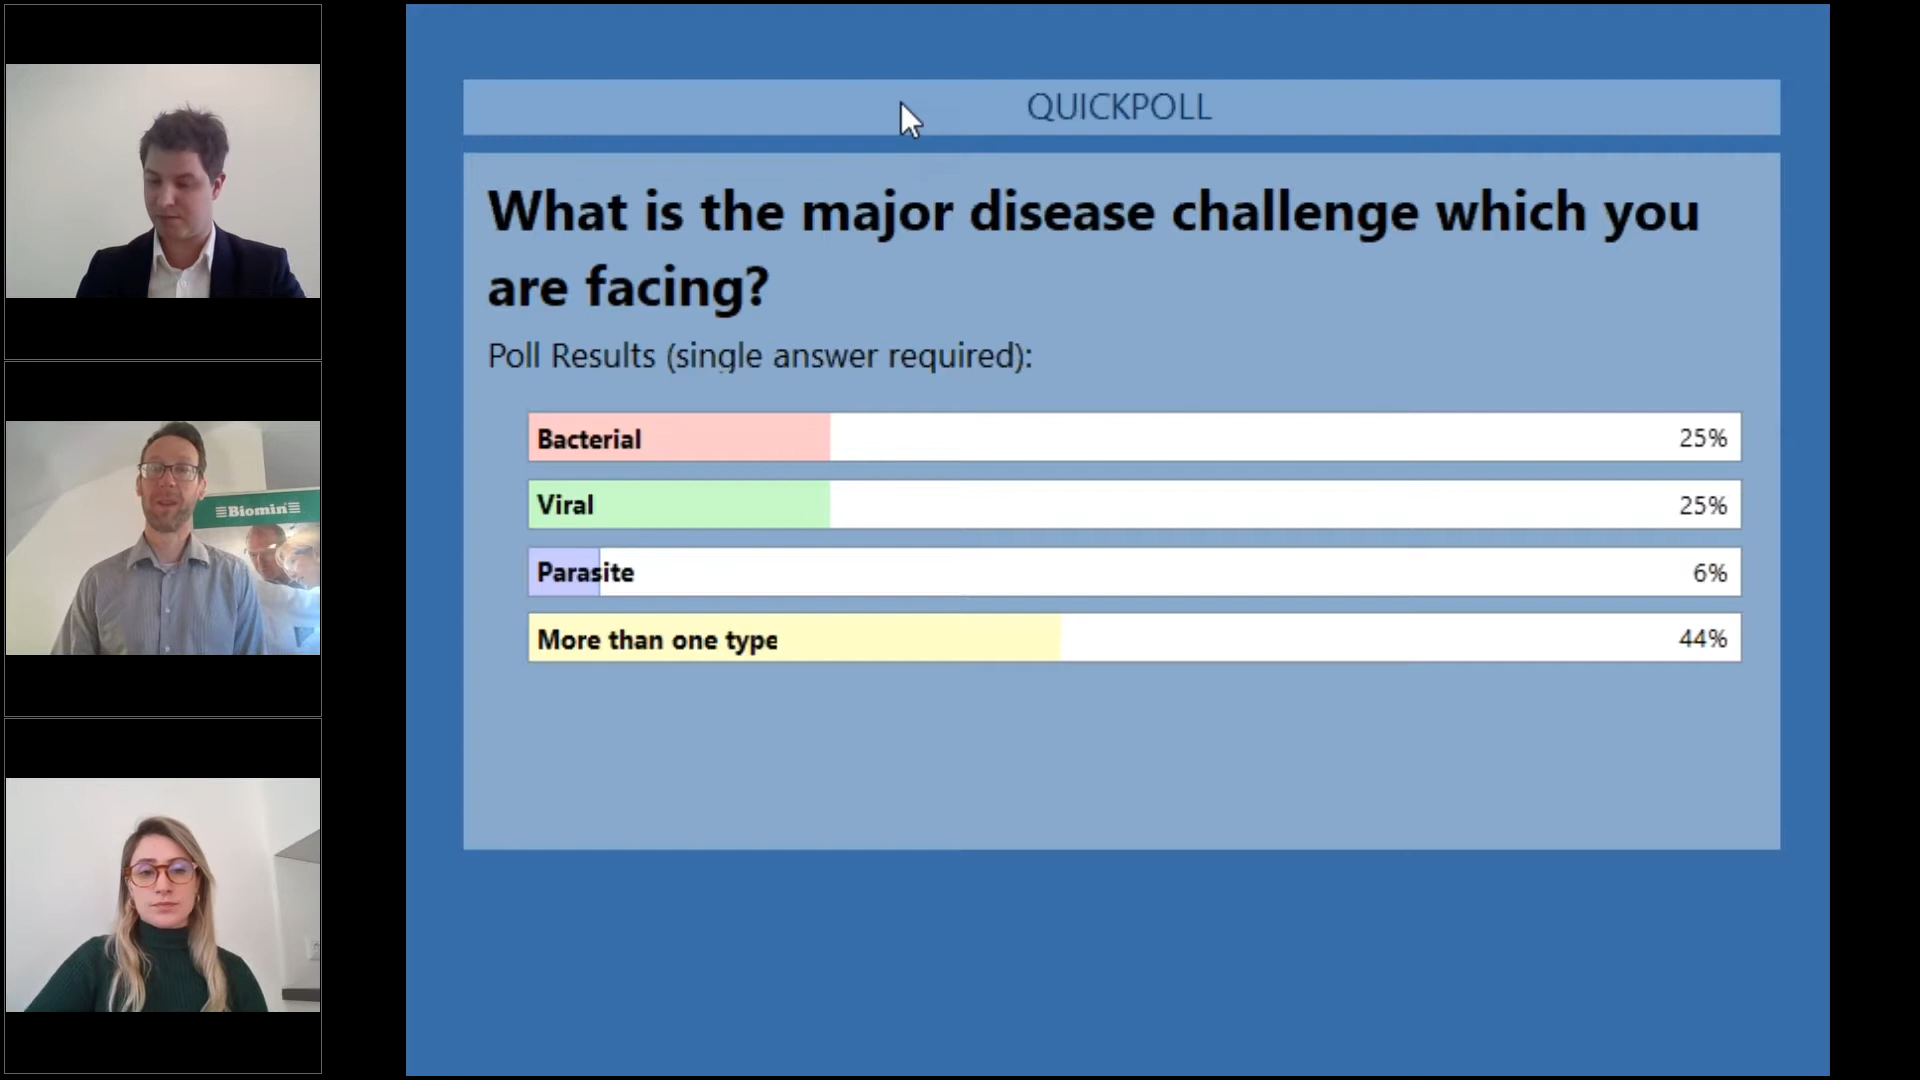 Biomin
QUICKPOLL
What is the major disease challenge which you
are facing?
Poll Results (single answer required):
Bacterial 25%
Viral 25%
Parasite 6%
More than one type 44%